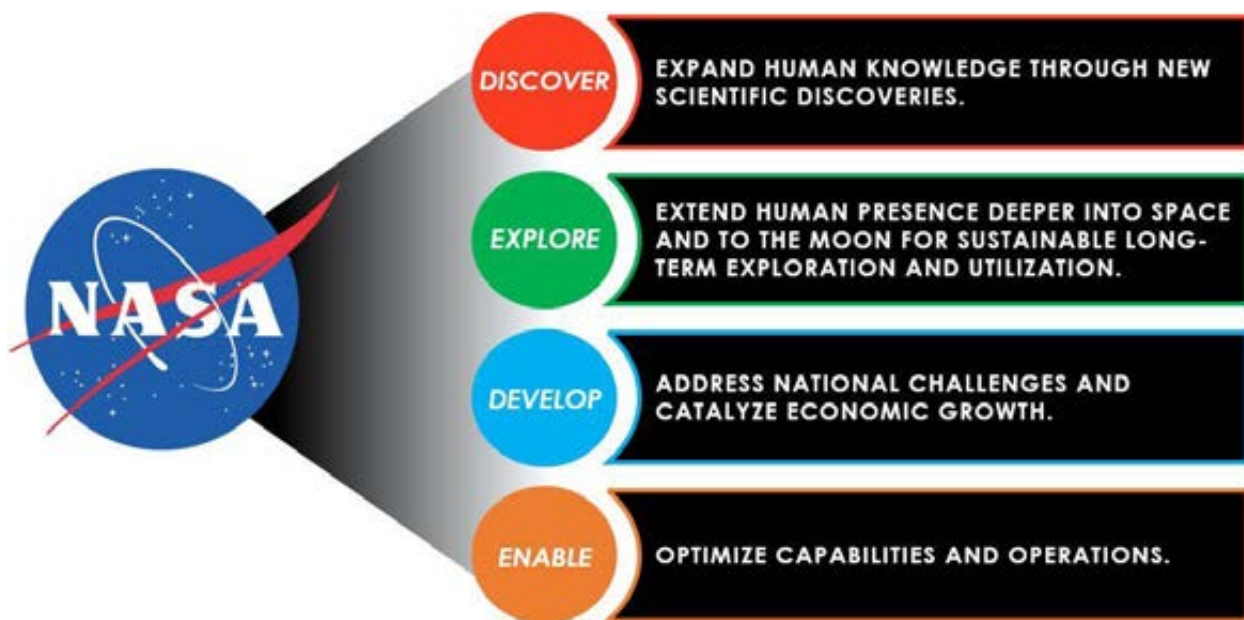 NASA
DISCOVER
EXPAND HUMAN KNOWLEDGE THROUGH NEW
SCIENTIFIC DISCOVERIES.
EXPLORE
EXTEND HUMAN PRESENCE DEEPER INTO SPACE
AND TO THE MOON FOR SUSTAINABLE LONG-
TERM EXPLORATION AND UTILIZATION.
DEVELOP
ADDRESS NATIONAL CHALLENGES AND
CATALYZE ECONOMIC GROWTH.
ENABLE
OPTIMIZE CAPABILITIES AND OPERATIONS.